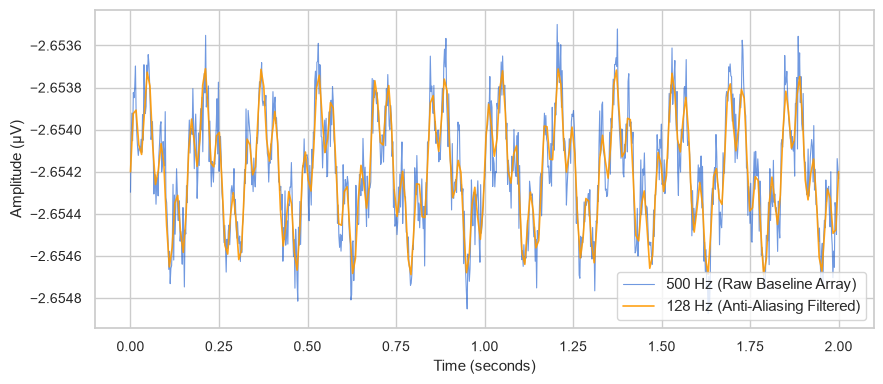 −2.6536
−2.6538
−2.6540
−2.6542
−2.6544
−2.6546
−2.6548
Amplitude (µV)
500 Hz (Raw Baseline Array)
128 Hz (Anti-Aliasing Filtered)
0.00 0.25 0.50 0.75 1.00 1.25 1.50 1.75 2.00
Time (seconds)